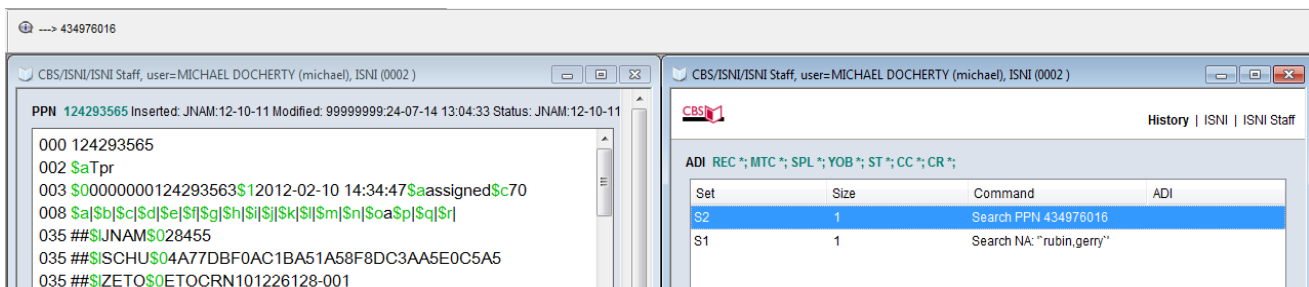 ---> 434976016
CBS/ISNI/ISNI Staff, user=MICHAEL DOCHERTY (michael), ISNI (0002 )
PPN 124293565 Inserted: JNAM:12-10-11 Modified: 99999999:24-07-14 13:04:33 Status: JNAM:12-10-11
000 124293565
002 $aTpr
003 $00000000124293563$12012-02-10 14:34:47$aassigned$c70
008 $a|$b|$c|$d|$e|$f|$g|$h|$i|$j|$k|$l|$m|$n|$oa$p|$q|$r|
035 ##$lJNAM$028455
035 ##$lSCHU$04A77DBF0AC1BA51A58F8DC3AA5E0C5A5
035 ##$lZETO$0ETOCRN101226128-001
CBS/ISNI/ISNI Staff, user=MICHAEL DOCHERTY (michael), ISNI (0002 )
CBS
History | ISNI | ISNI Staff
ADI REC *; MTC *; SPL *; YOB *; ST *; CC *; CR *;
Set Size Command ADI
S2 1 Search PPN 434976016
S1 1 Search NA: "`rubin,gerry`"